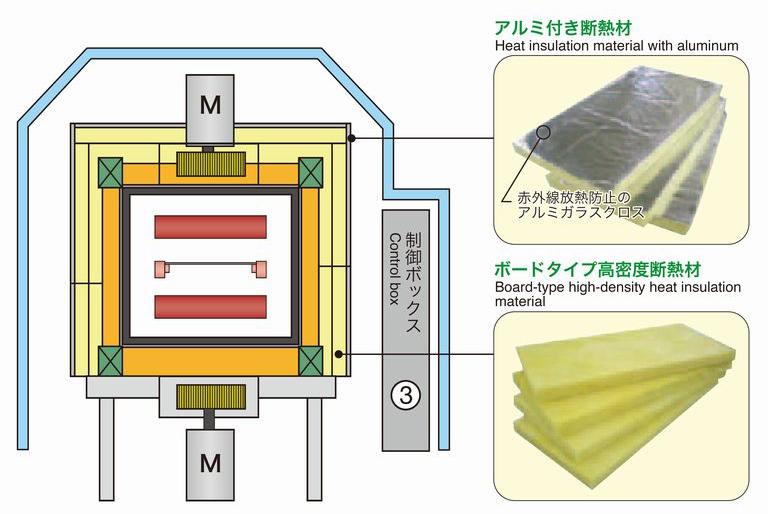 アルミ付き断熱材
Heat insulation material with aluminum
M
赤外線放熱防止の
アルミガラスクロス
制御ボックス
Control box
③
ボードタイプ高密度断熱材
Board-type high-density heat insulation
material
M